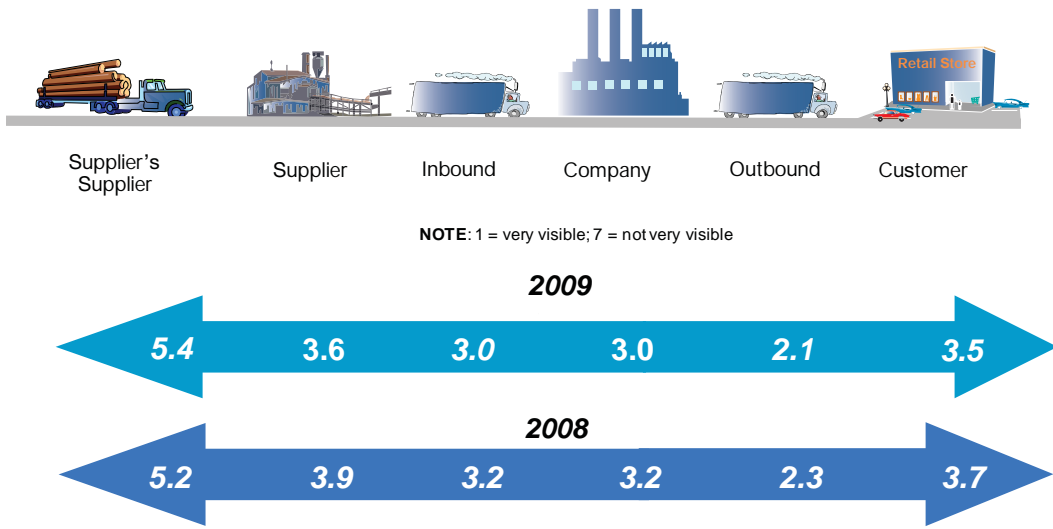 Retail Store
Supplier's
Supplier
Supplier
Inbound
Company
Outbound
Customer
NOTE: 1 = very visible; 7 = not very visible
2009
5.4 3.6 3.0 3.0 2.1 3.5
2008
5.2 3.9 3.2 3.2 2.3 3.7